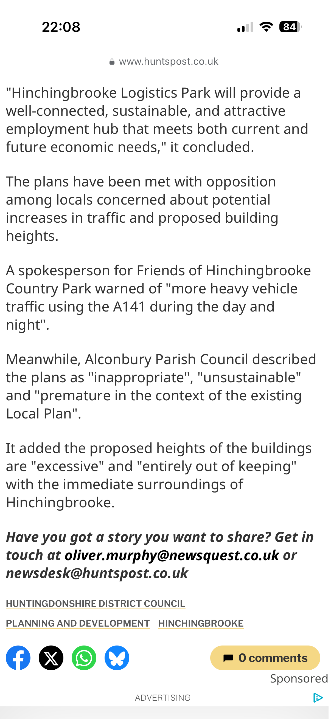 22:08
84
www.huntspost.co.uk
"Hinchingbrooke Logistics Park will provide a
well-connected, sustainable, and attractive
employment hub that meets both current and
future economic needs," it concluded.
The plans have been met with opposition
among locals concerned about potential
increases in traffic and proposed building
heights.
A spokesperson for Friends of Hinchingbrooke
Country Park warned of "more heavy vehicle
traffic using the A141 during the day and
night".
Meanwhile, Alconbury Parish Council described
the plans as "inappropriate", "unsustainable"
and "premature in the context of the existing
Local Plan".
It added the proposed heights of the buildings
are "excessive" and "entirely out of keeping"
with the immediate surroundings of
Hinchingbrooke.
Have you got a story you want to share? Get in
touch at oliver.murphy@newsquest.co.uk or
newsdesk@huntspost.co.uk
HUNTINGDONSHIRE DISTRICT COUNCIL
PLANNING AND DEVELOPMENT HINCHINGBROOKE
0 comments
Sponsored
ADVERTISING